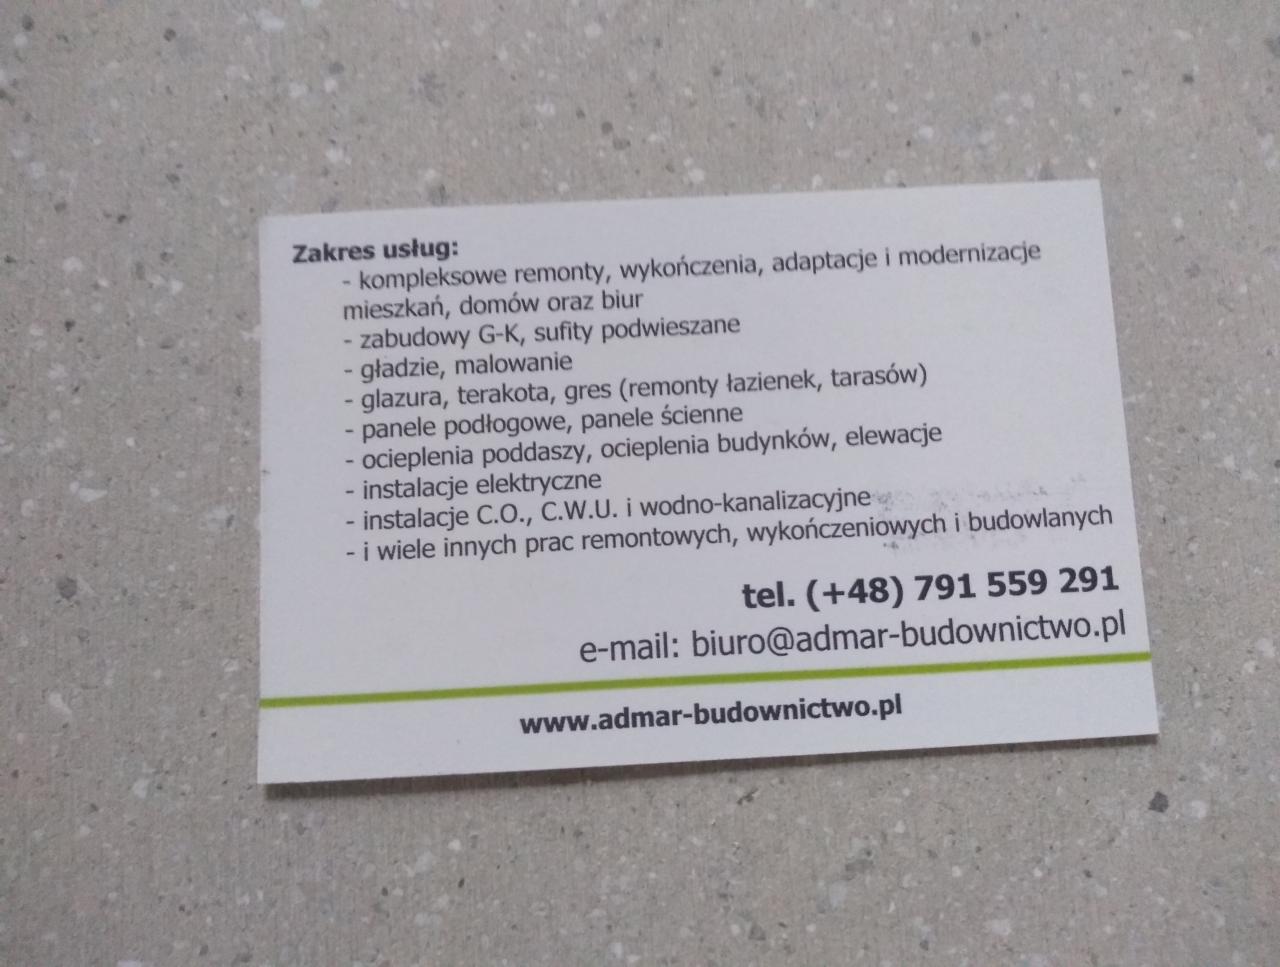 Zakres usług:
- kompleksowe remonty, wykończenia, adaptacje i modernizacje
mieszkań, domów oraz biur
- zabudowy G-K, sufity podwieszane
- gładzie, malowanie
- glazura, terakota, gres (remonty łazienek, tarasów)
- panele podłogowe, panele ścienne
- ocieplenia poddaszy, ocieplenia budynków, elewacje
- instalacje elektryczne
- instalacje C.O., C.W.U. i wodno-kanalizacyjne
- i wiele innych prac remontowych, wykończeniowych i budowlanych
tel. (+48) 791 559 291
e-mail: biuro@admar-budownictwo.pl
www.admar-budownictwo.pl